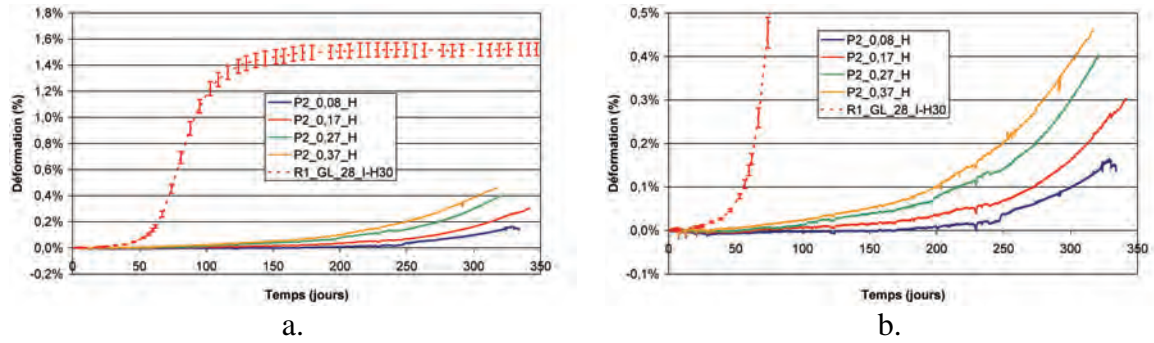 1,8%
1,6%
1,4%
1,2%
1,0%
0,8%
0,6%
0,4%
0,2%
0,0%
-0,2%
Déformation (%)
P2_0,08_H
P2_0,17_H
P2_0,27_H
P2_0,37_H
R1_GL_28_I-H30
0 50 100 150 200 250 300 350
Temps (jours)
a.
0,5%
0,4%
0,3%
0,2%
0,1%
0,0%
-0,1%
Déformation (%)
P2_0,08_H
P2_0,17_H
P2_0,27_H
P2_0,37_H
R1_GL_28_I-H30
0 50 100 150 200 250 300 350
Temps (jours)
b.